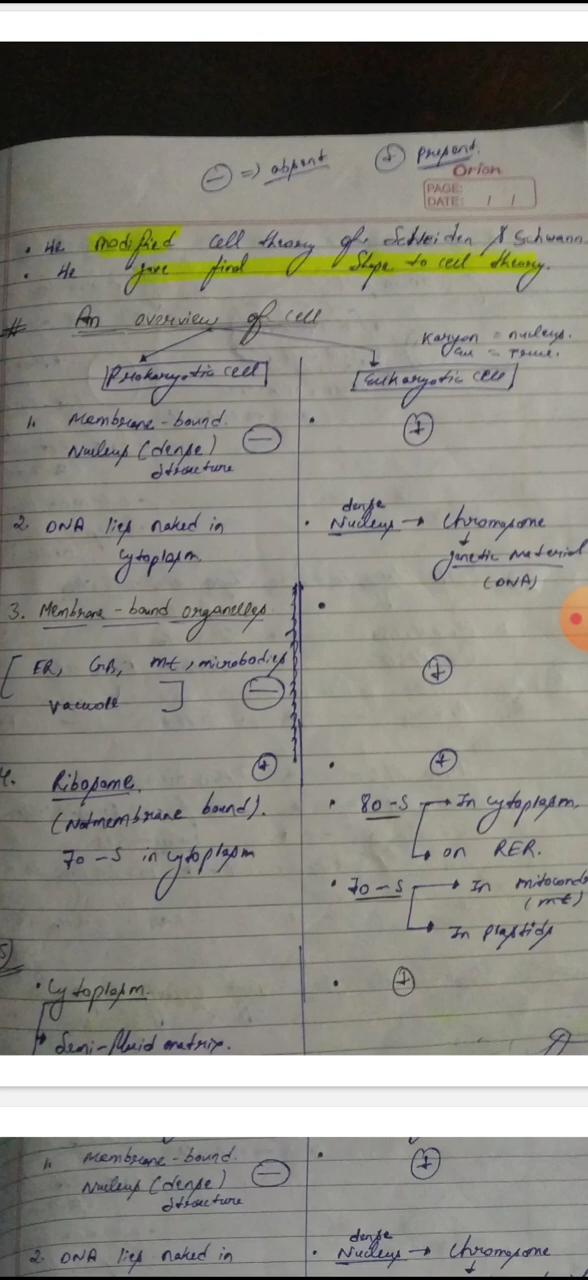 ⊖ => absent ⊕ present.
Orion
PAGE:
DATE: / /
• He modified cell theory of Schleiden & Schwann.
• He gave final Shape to cell theory.
# An overview of cell
Karyon = nucleus.
Eu = True.
Prokaryotic cell
Eukaryotic cell
1. Membrane-bound • ⊕
Nucleus (dense) ⊖
structure
dense
2. DNA lies naked in • Nucleus → Chromosome
Cytoplasm ↓
genetic material
(DNA)
3. Membrane-bound organelles •
[ER, GB, mt, microbodies ⊕
Vacuole ] ⊖
4. Ribosome. ⊕ • ⊕
(Notmembrane bound). • 80-S → In cytoplasm.
70-S in cytoplasm → on RER.
• 70-S → In
(mt)
→ In plastids
5)
• Cytoplasm. • ⊕
→ Semi-fluid matrix.
1. Membrane-bound. • ⊕
Nucleus (dense) ⊖
structure
dense
2. DNA lies naked in • Nucleus → Chromosome